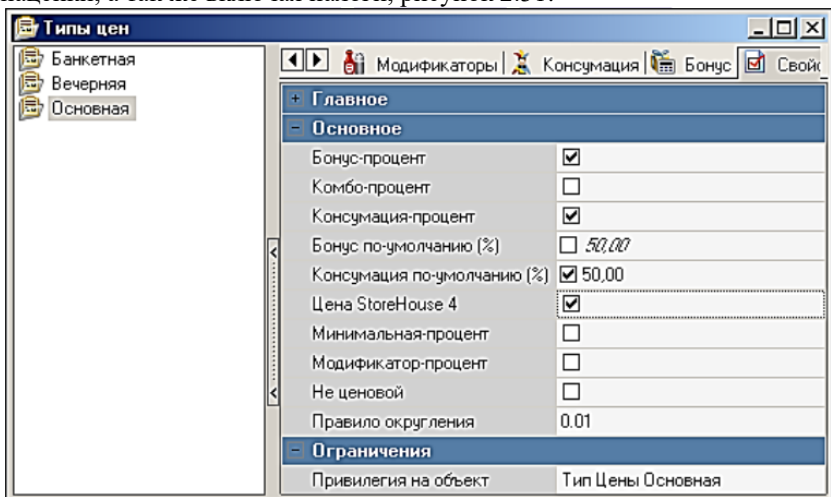 Типы цен
Банкетная
Вечерняя
Основная
Модификаторы Консумация Бонус Свойс
Главное
Основное
Бонус-процент
Комбо-процент
Консумация-процент
Бонус по-умолчанию (%) 50,00
Консумация по-умолчанию (%) 50,00
Цена StoreHouse 4
Минимальная-процент
Модификатор-процент
Не ценовой
Правило округления 0.01
Ограничения
Привилегия на объект Тип Цены Основная